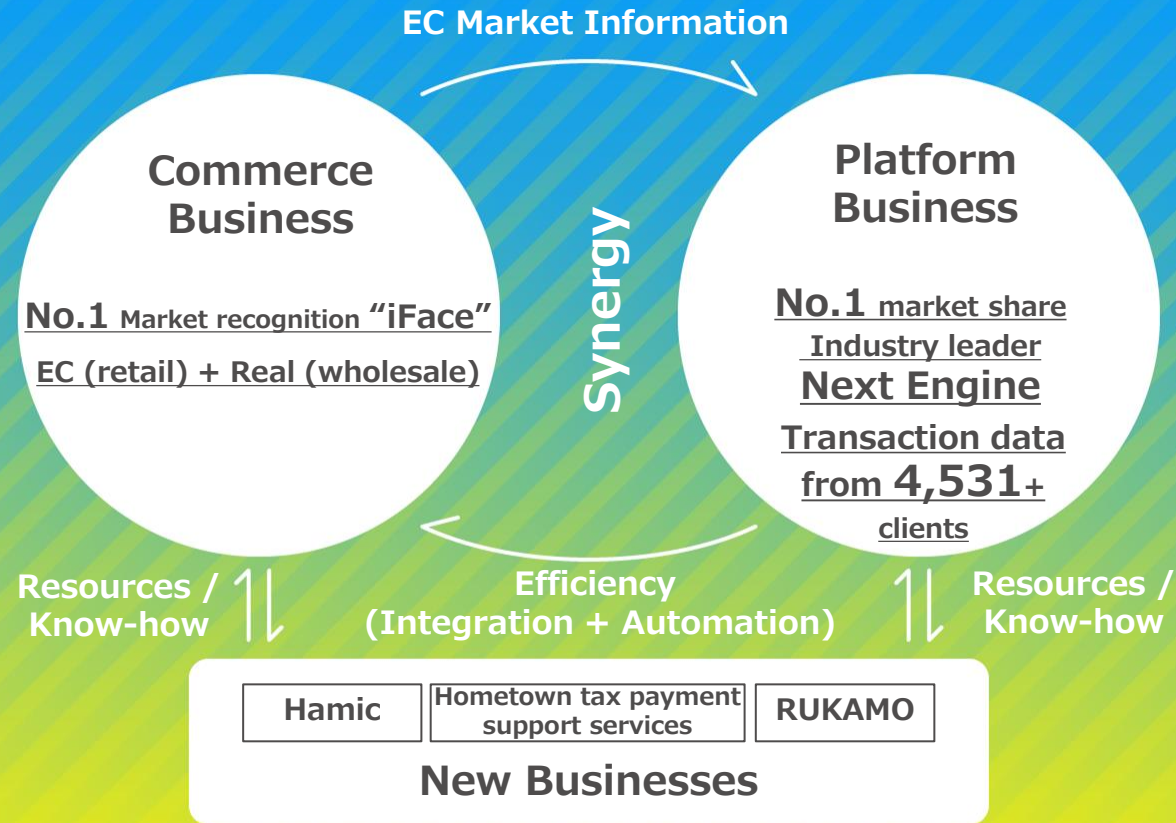 EC Market Information
Commerce
Business
No.1 Market recognition “iFace”
EC (retail) + Real (wholesale)
Synergy
Platform
Business
No.1 market share
Industry leader
Next Engine
Transaction data
from 4,531+
clients
Resources /
Know-how
Efficiency
(Integration + Automation)
Resources /
Know-how
Hamic
Hometown tax payment
support services
RUKAMO
New Businesses